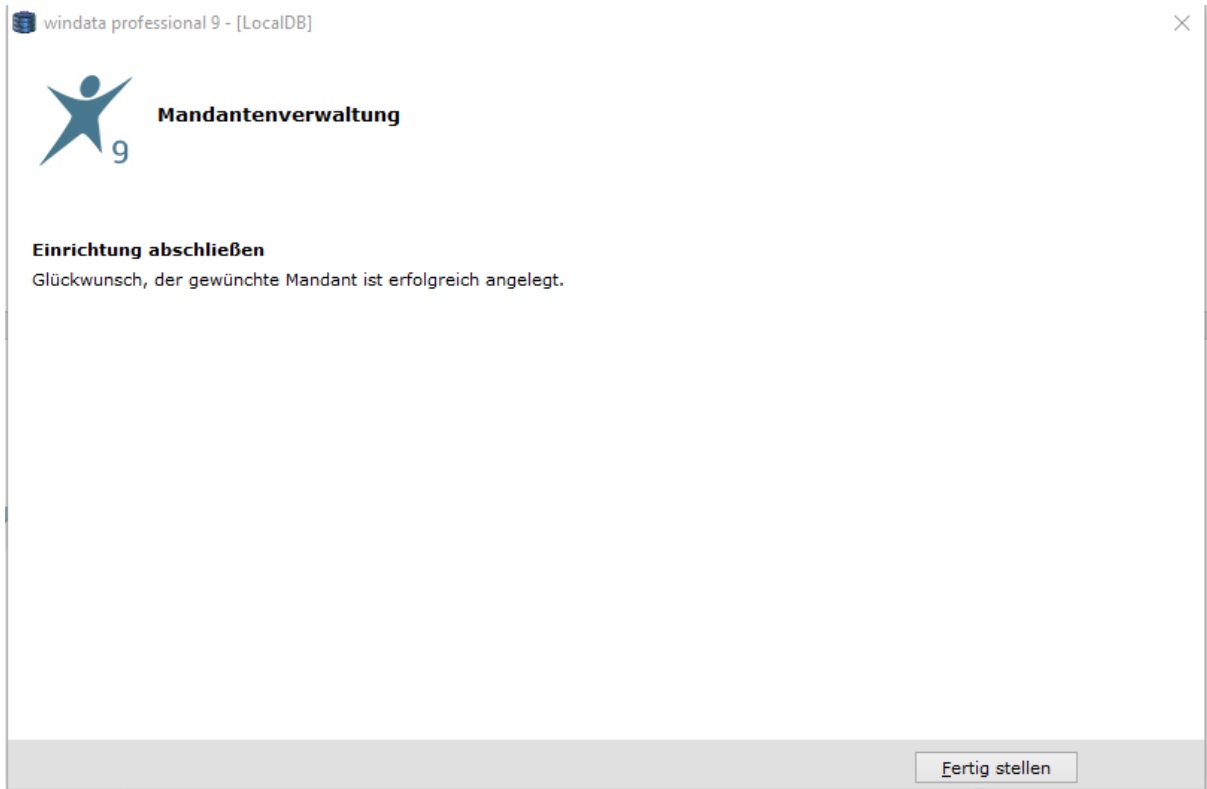 windata professional 9 - [LocalDB]
9
Mandantenverwaltung
Einrichtung abschließen
Glückwunsch, der gewünchte Mandant ist erfolgreich angelegt.
Fertig stellen